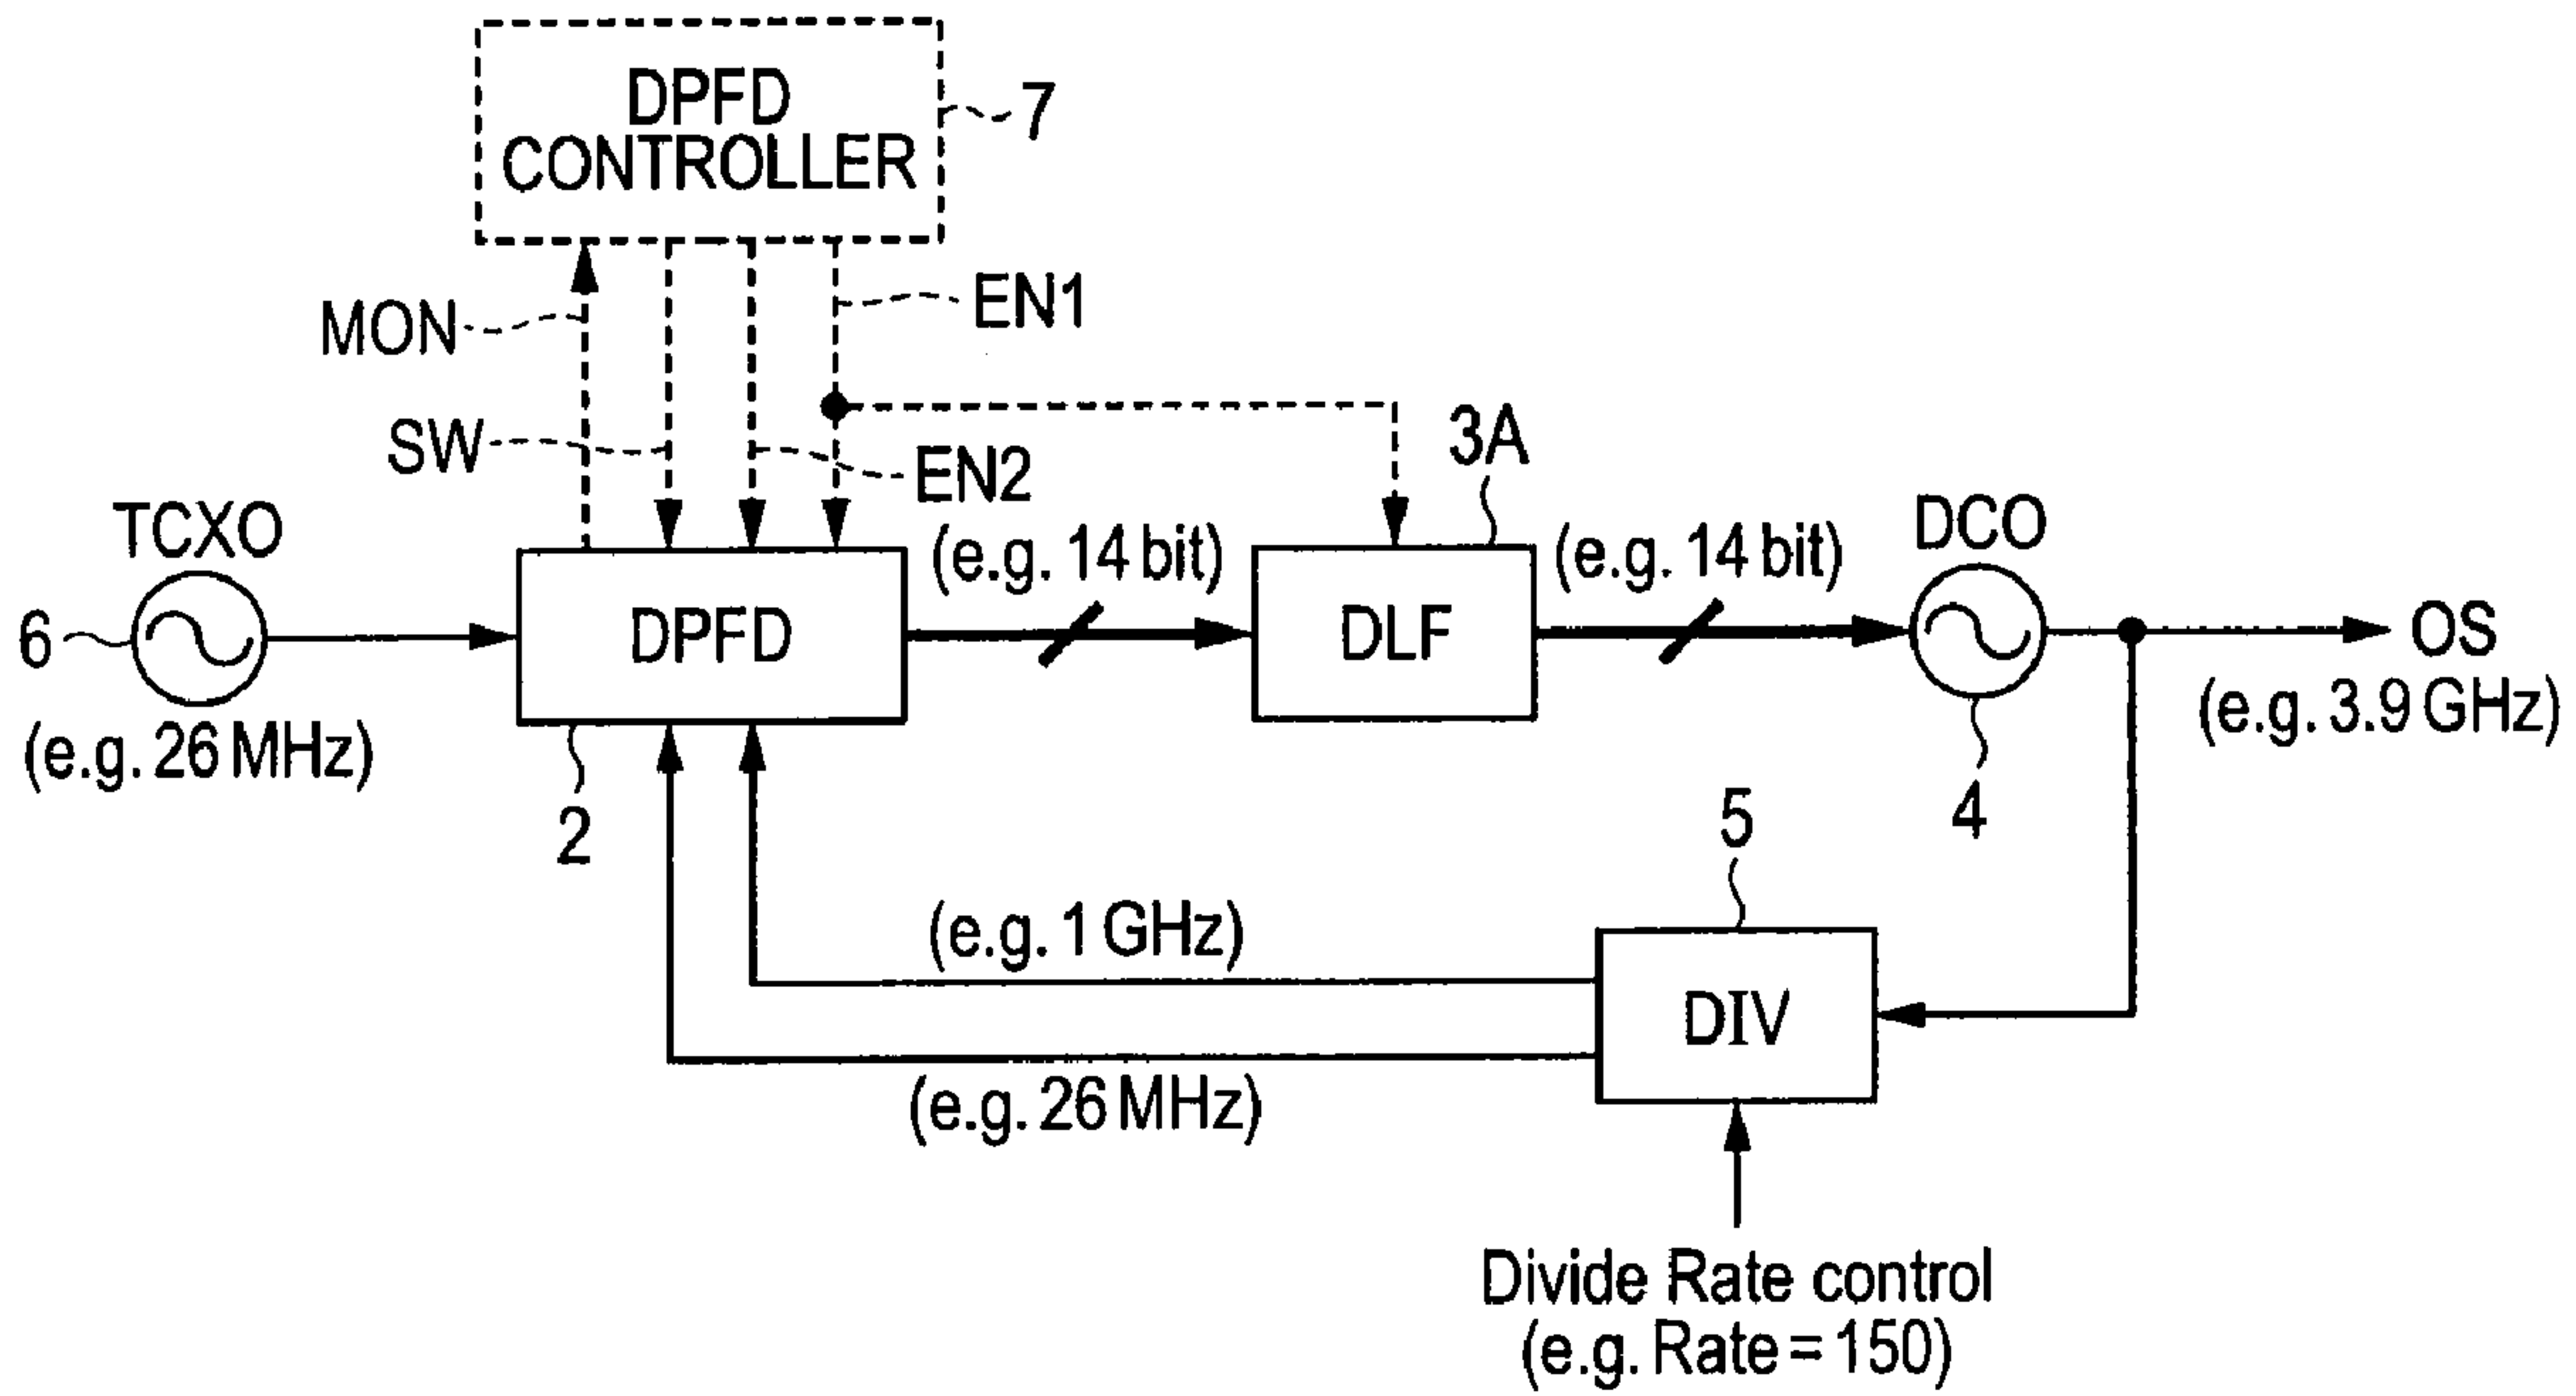 DPFD
CONTROLLER
7
MON
EN1
SW
EN2
3A
TCXO
(e.g. 14 bit)
(e.g. 14 bit)
DCO
6
DPFD
DLF
OS
(e.g. 26 MHz)
(e.g. 3.9 GHz)
2
5
4
(e.g. 1 GHz)
DIV
(e.g. 26 MHz)
Divide Rate control
(e.g. Rate = 150)